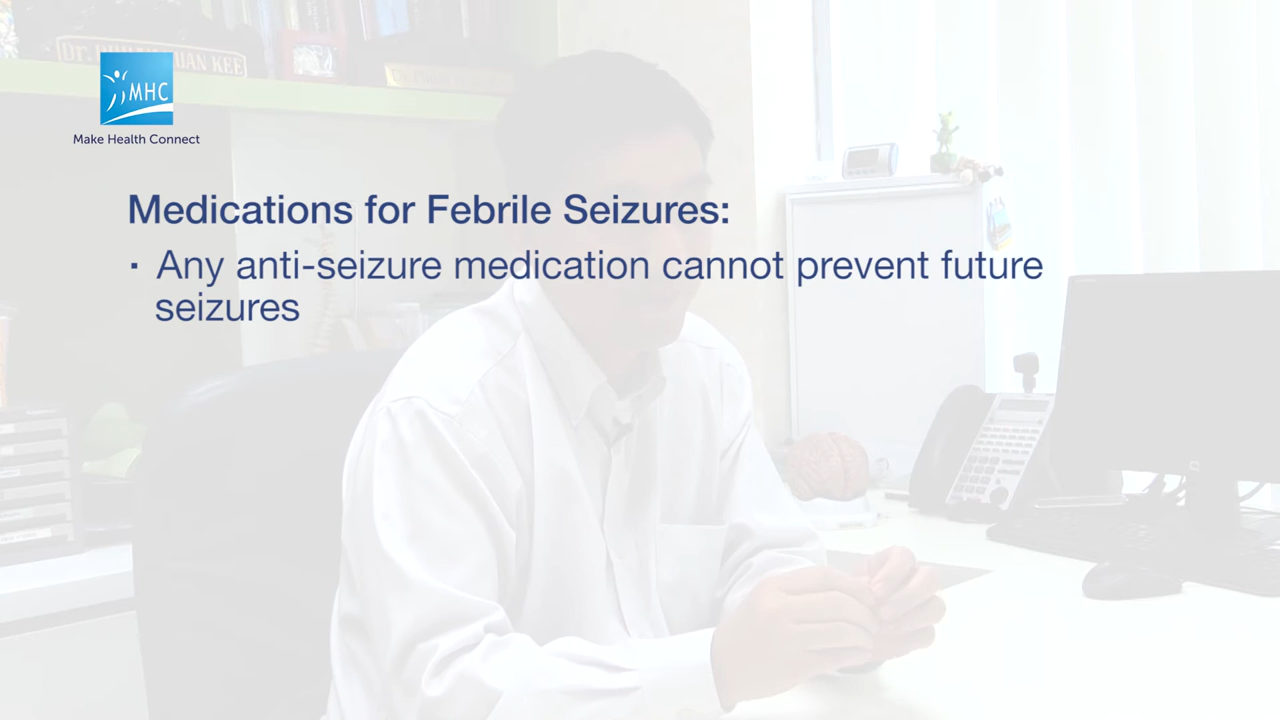 MHC
Make Health Connect
Medications for Febrile Seizures:
· Any anti-seizure medication cannot prevent future
seizures